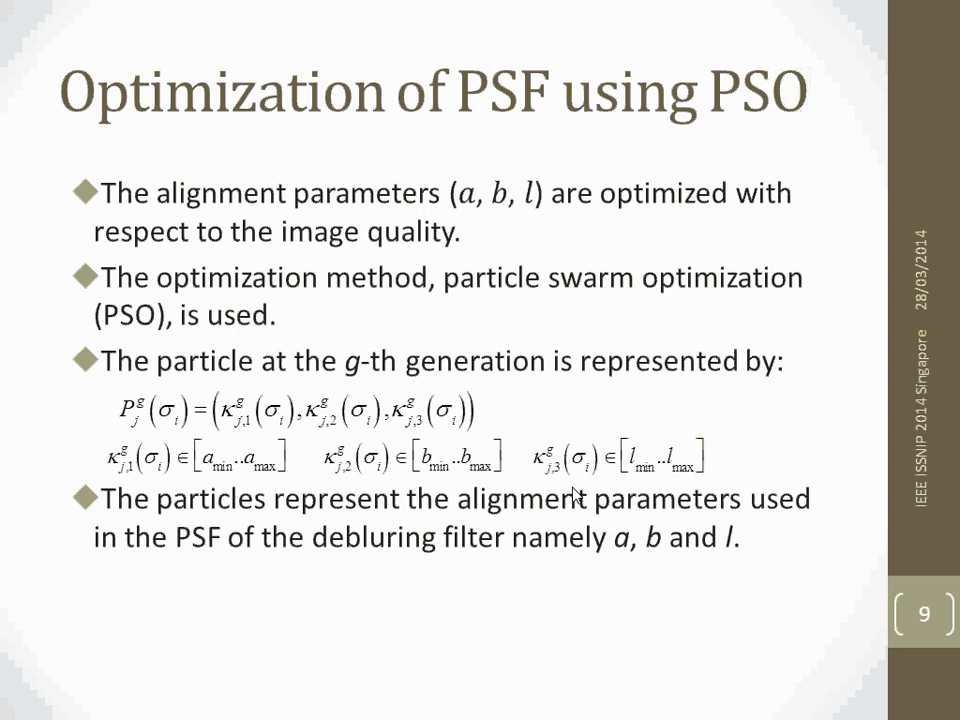 Optimization of PSF using PSO
The alignment parameters (a, b, l) are optimized with
respect to the image quality.
The optimization method, particle swarm optimization
(PSO), is used.
The particle at the g-th generation is represented by:
P_j^g(σ_i) = (κ_{j,1}^g(σ_i), κ_{j,2}^g(σ_i), κ_{j,3}^g(σ_i))
κ_{j,1}^g(σ_i) ∈ [a_min..a_max] κ_{j,2}^g(σ_i) ∈ [b_min..b_max] κ_{j,3}^g(σ_i) ∈ [l_min..l_max]
The particles represent the alignment parameters used
in the PSF of the debluring filter namely a, b and l.
IEEE ISSNIP 2014 Singapore 28/03/2014
9